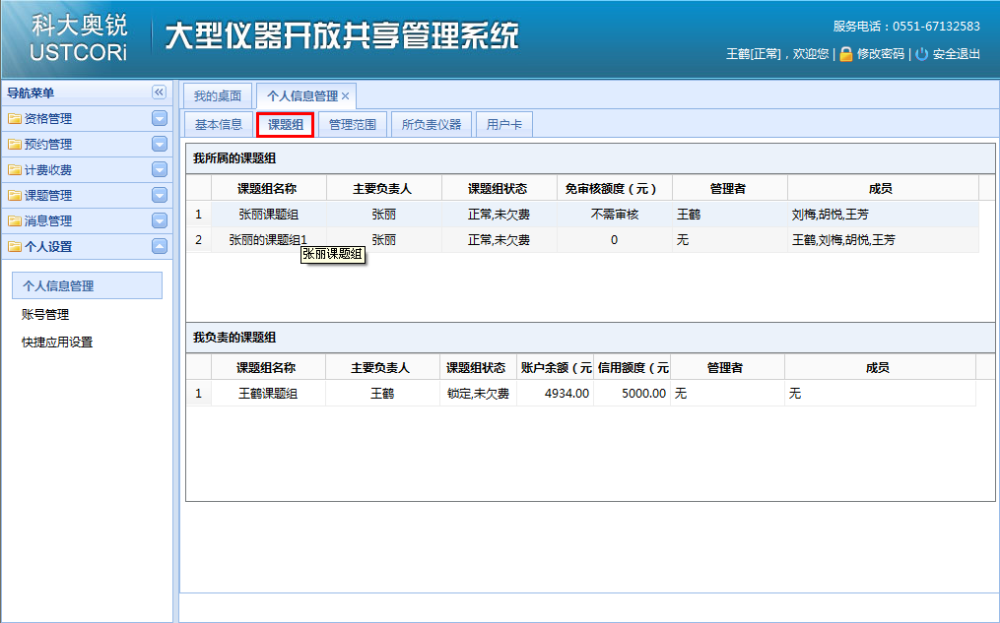 科大奥锐
USTCORi
大型仪器开放共享管理系统
服务电话：0551-67132583
王鹤[正常]，欢迎您 | 修改密码 | 安全退出
导航菜单
资格管理
预约管理
计费收费
课题管理
消息管理
个人设置
个人信息管理
账号管理
快捷应用设置
我的桌面 个人信息管理
基本信息 课题组 管理范围 所负责仪器 用户卡
我所属的课题组
课题组名称 主要负责人 课题组状态 免审核额度（元） 管理者 成员
1 张丽课题组 张丽 正常,未欠费 不需审核 王鹤 刘梅,胡悦,王芳
2 张丽的课题组1 张丽 正常,未欠费 0 无 王鹤,刘梅,胡悦,王芳
张丽课题组
我负责的课题组
课题组名称 主要负责人 课题组状态 账户余额（元 信用额度（元 管理者 成员
1 王鹤课题组 王鹤 锁定,未欠费 4934.00 5000.00 无 无